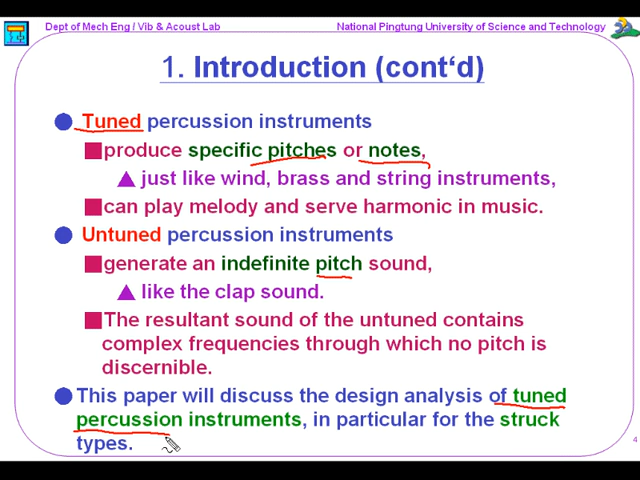 Dept of Mech Eng / Vib & Acoust Lab
National Pingtung University of Science and Technology
1. Introduction (cont‘d)
Tuned percussion instruments
produce specific pitches or notes,
just like wind, brass and string instruments,
can play melody and serve harmonic in music.
Untuned percussion instruments
generate an indefinite pitch sound,
like the clap sound.
The resultant sound of the untuned contains
complex frequencies through which no pitch is
discernible.
This paper will discuss the design analysis of tuned
percussion instruments, in particular for the struck
types.
4